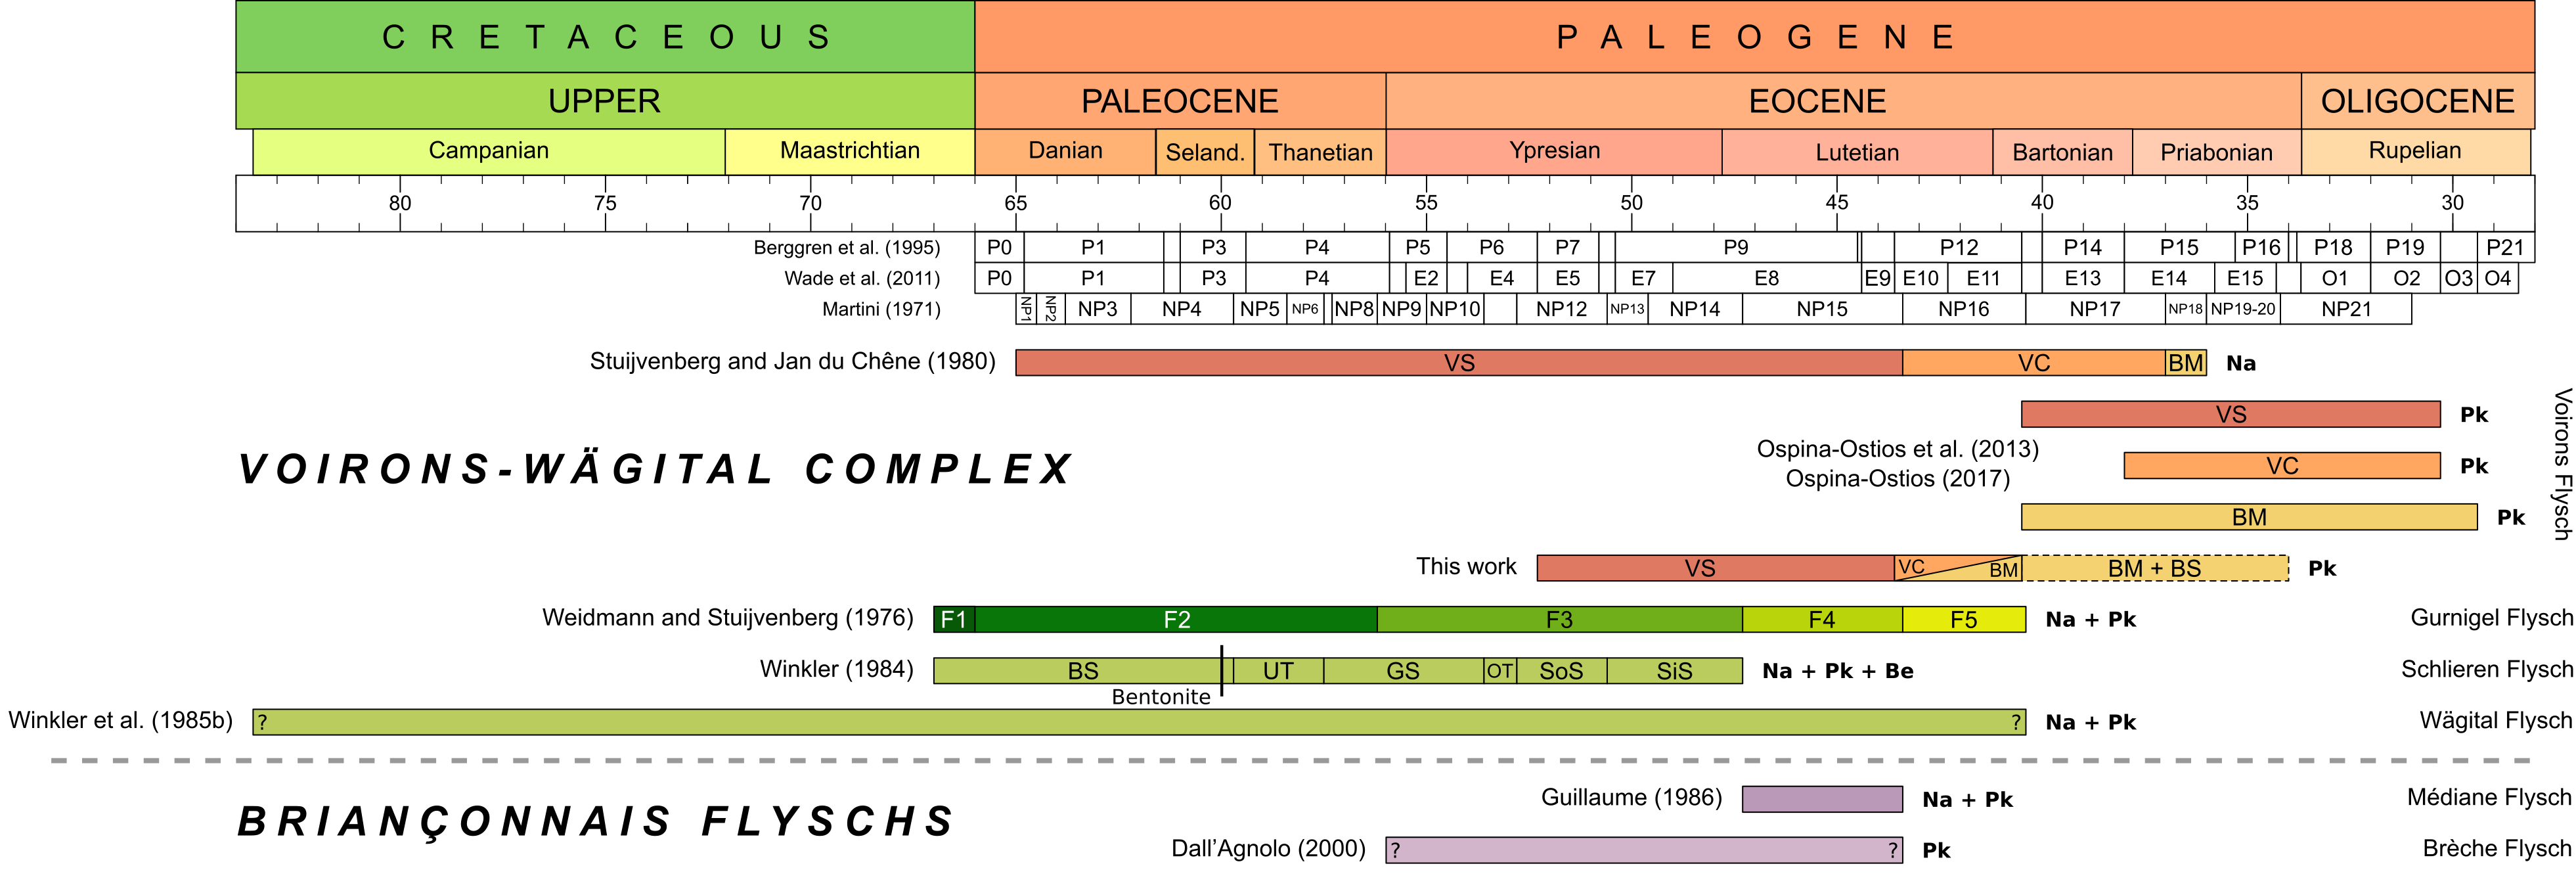 CRETACEOUS PALEOGENE
UPPER PALEOCENE EOCENE OLIGOCENE
Campanian Maastrichtian Danian Seland. Thanetian Ypresian Lutetian Bartonian Priabonian Rupelian
80 75 70 65 60 55 50 45 40 35 30
Berggren et al. (1995) P0 P1 P3 P4 P5 P6 P7 P9 P12 P14 P15 P16 P18 P19 P21
Wade et al. (2011) P0 P1 P3 P4 E2 E4 E5 E7 E8 E9 E10 E11 E13 E14 E15 O1 O2 O3 O4
Martini (1971) NP1 NP2 NP3 NP4 NP5 NP6 NP8 NP9 NP10 NP12 NP13 NP14 NP15 NP16 NP17 NP18 NP19-20 NP21
Stuijvenberg and Jan du Chêne (1980) VS VC BM Na
VS Pk
Ospina-Ostios et al. (2013)
Ospina-Ostios (2017)
VC Pk
BM Pk
Voirons Flysch
VOIRONS-WÄGITAL COMPLEX
This work VS VC BM BM + BS Pk
Weidmann and Stuijvenberg (1976) F1 F2 F3 F4 F5 Na + Pk Gurnigel Flysch
Winkler (1984) BS UT GS OT SoS SiS Na + Pk + Be Schlieren Flysch
Bentonite
Winkler et al. (1985b) ? ? Na + Pk Wägital Flysch
BRIANÇONNAIS FLYSCHS
Guillaume (1986) Na + Pk Médiane Flysch
Dall'Agnolo (2000) ? ? Pk Brèche Flysch